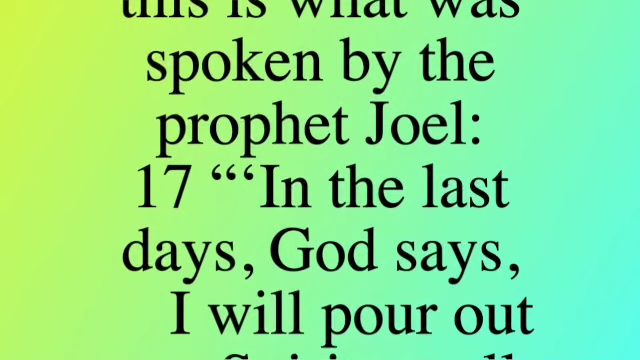 this is what was
spoken by the
prophet Joel:
17 “‘In the last
days, God says,
I will pour out